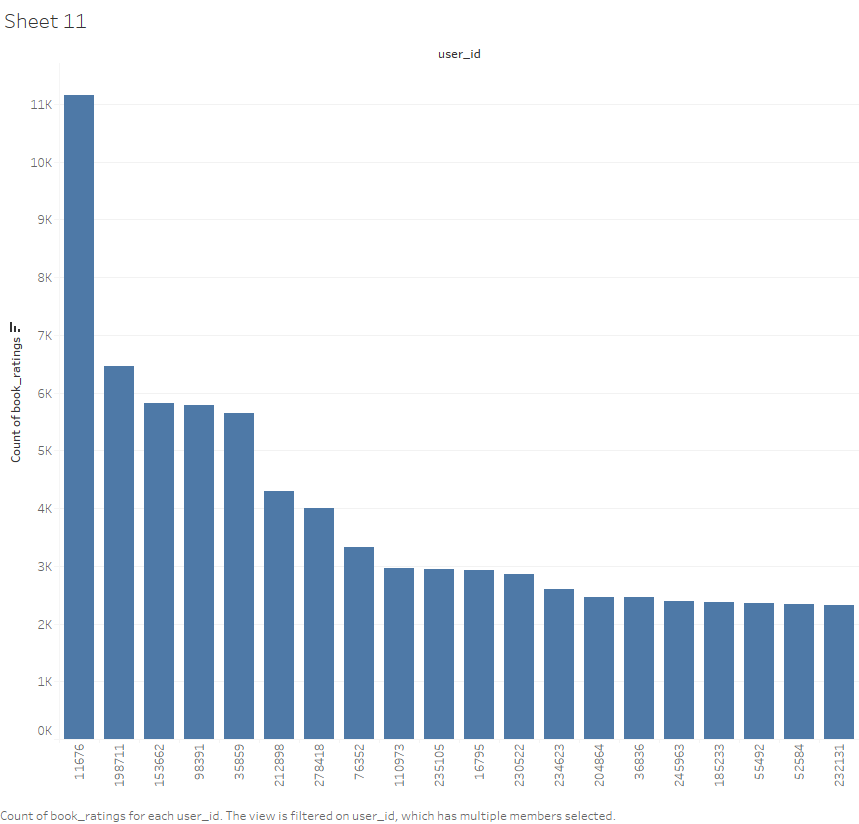 Sheet 11
user_id
11K
10K
9K
8K
7K
6K
5K
4K
3K
2K
1K
0K
Count of book_ratings
11676
198711
153662
98391
35859
212898
278418
76352
110973
235105
16795
230522
234623
204864
36836
245963
185233
55492
52584
232131
Count of book_ratings for each user_id. The view is filtered on user_id, which has multiple members selected.